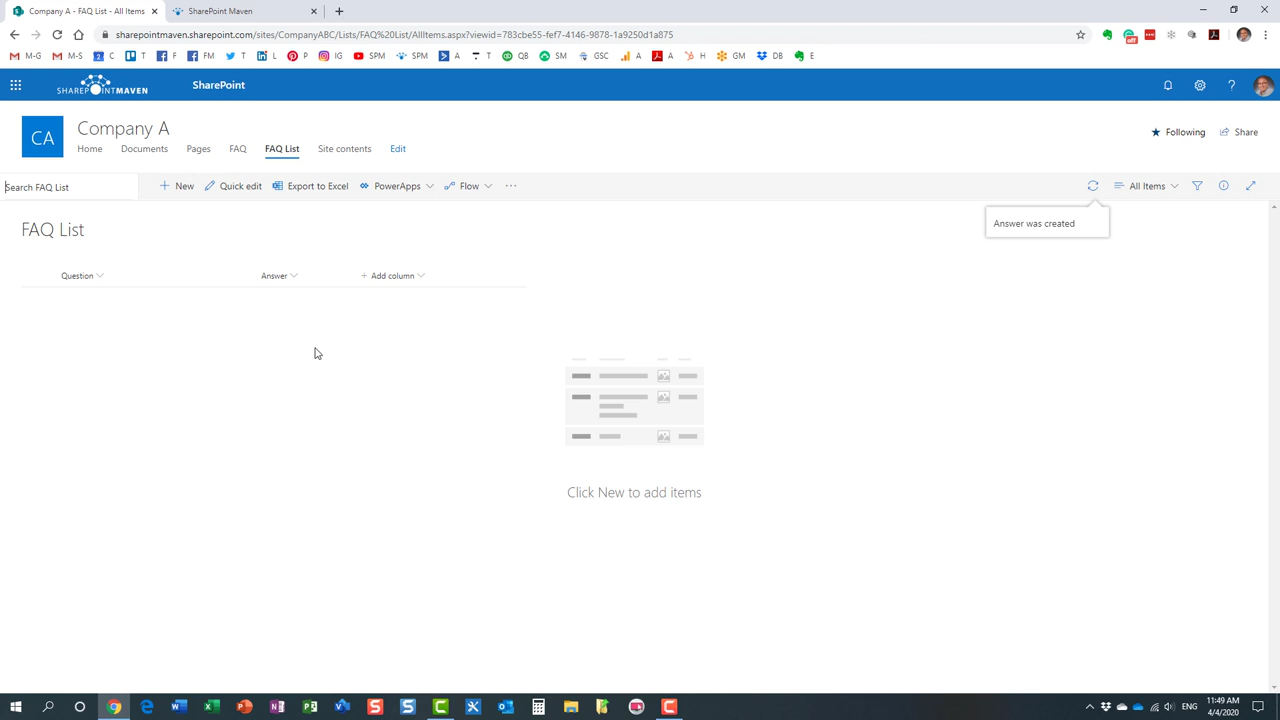 Company A - FAQ List - All Items
SharePoint Maven
sharepointmaven.sharepoint.com/sites/CompanyABC/Lists/FAQ%20List/AllItems.aspx?viewid=783cbe55-fef7-4146-9878-1a9250d1a875
M-G M-S C T F FM T L P IG SPM SPM A T QB SM GSC A A H GM DB E
SHAREPOINTMAVEN SharePoint
CA
Company A
Home Documents Pages FAQ FAQ List Site contents Edit
Following Share
Search FAQ List
New Quick edit Export to Excel PowerApps Flow ... All Items
Answer was created
FAQ List
Question Answer + Add column
Click New to add items
ENG
11:49 AM
4/4/2020